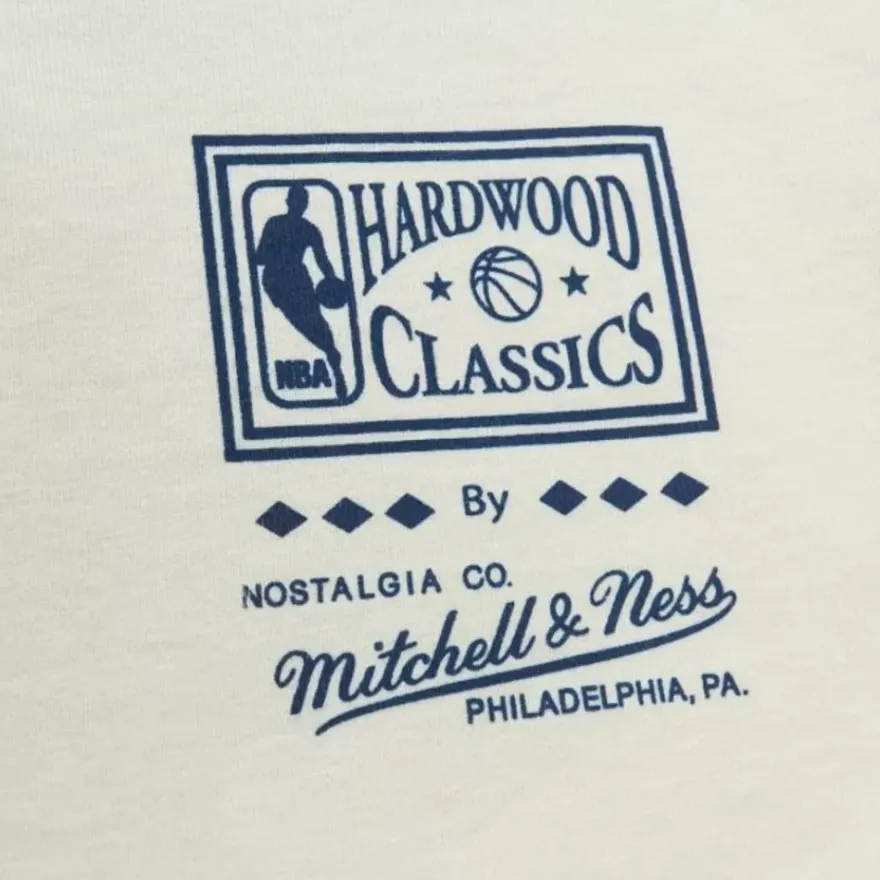 HARDWOOD
CLASSICS
NBA
By
NOSTALGIA CO.
Mitchell & Ness
PHILADELPHIA, PA.